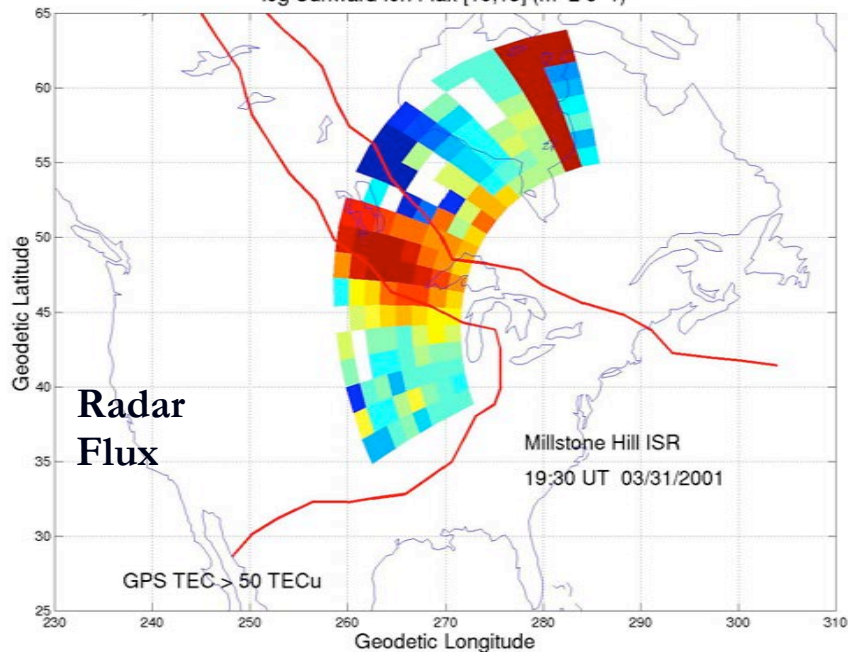 65
60
55
50
45
40
35
30
25
Geodetic Latitude
Radar
Flux
Millstone Hill ISR
19:30 UT 03/31/2001
GPS TEC > 50 TECu
230 240 250 260 270 280 290 300 310
Geodetic Longitude